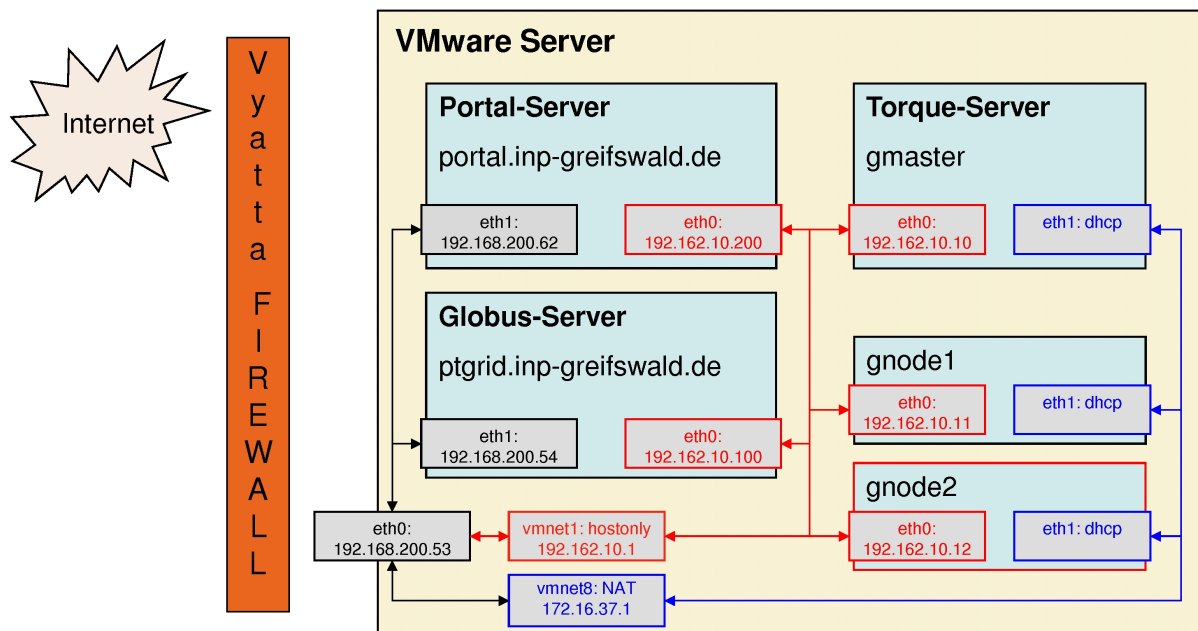 Internet
Vyatta FIREWALL
VMware Server
Portal-Server
portal.inp-greifswald.de
eth1:
192.168.200.62
eth0:
192.162.10.200
Torque-Server
gmaster
eth0:
192.162.10.10
eth1: dhcp
Globus-Server
ptgrid.inp-greifswald.de
eth1:
192.168.200.54
eth0:
192.162.10.100
gnode1
eth0:
192.162.10.11
eth1: dhcp
gnode2
eth0:
192.162.10.12
eth1: dhcp
eth0:
192.168.200.53
vmnet1: hostonly
192.162.10.1
vmnet8: NAT
172.16.37.1